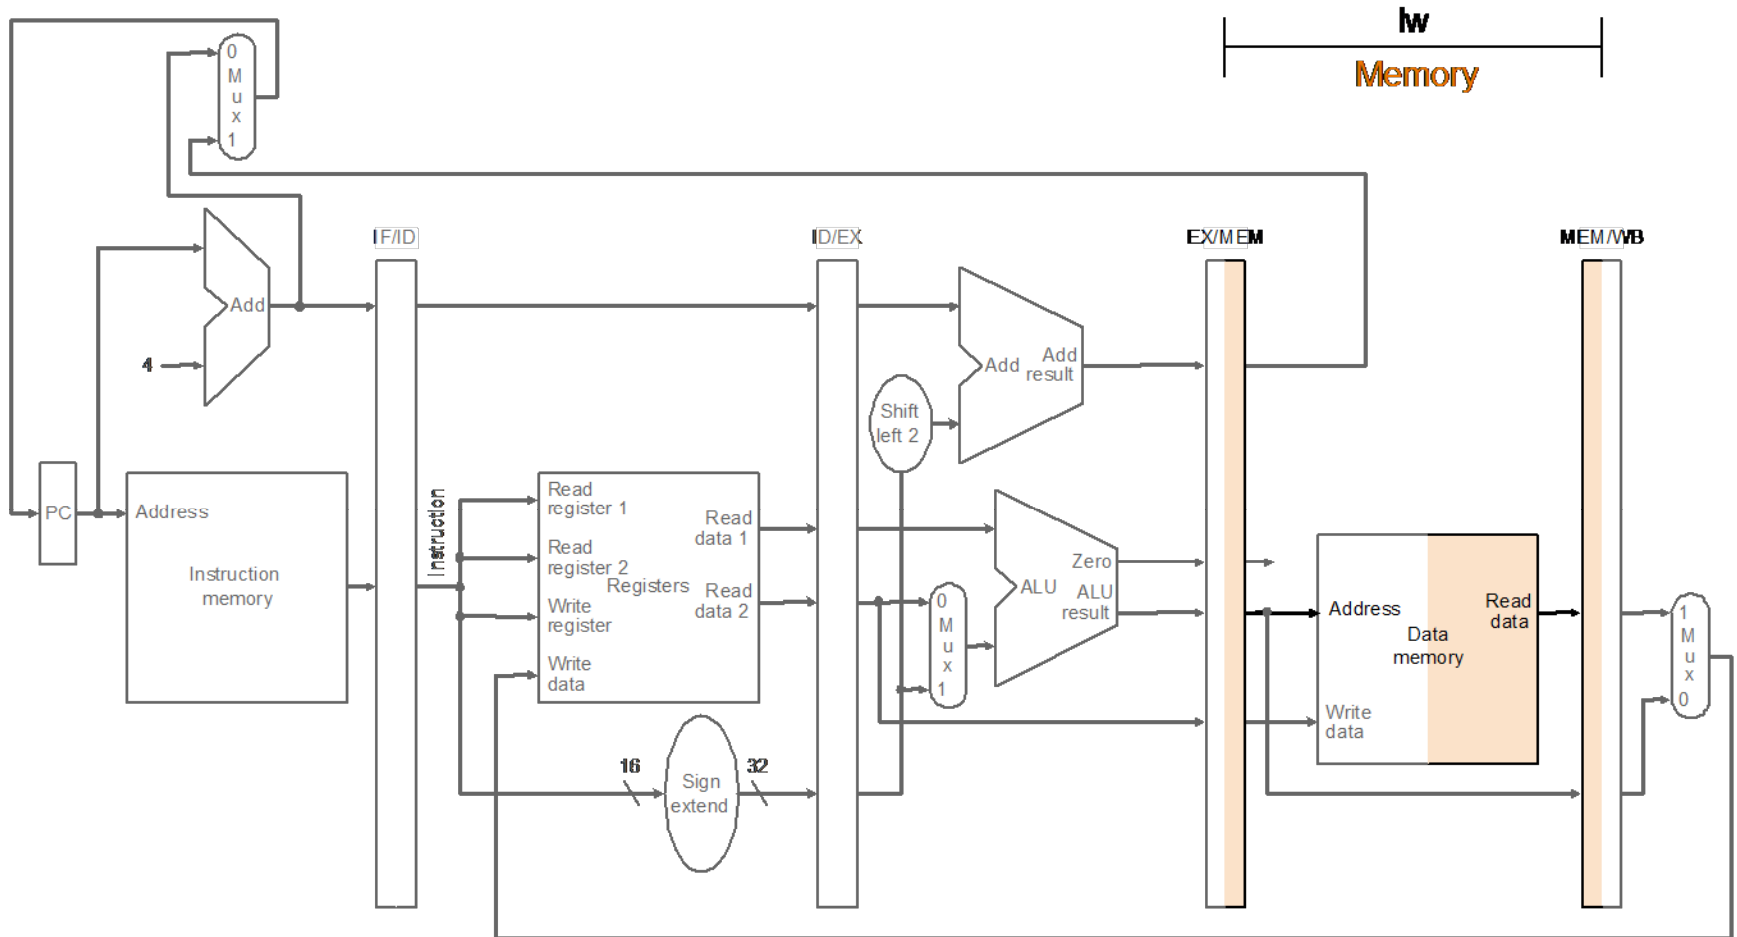 lw
Memory
0
M
u
x
1
IF/ID
ID/EX
EX/MEM
MEM/WB
Add
4
Add
Add
result
Shift
left 2
PC
Address
Instruction
memory
Instruction
Read
register 1
Read
register 2
Registers
Write
register
Write
data
Read
data 1
Read
data 2
0
M
u
x
1
Zero
ALU
ALU
result
Address
Read
data
Data
memory
Write
data
1
M
u
x
0
16
Sign
extend
32